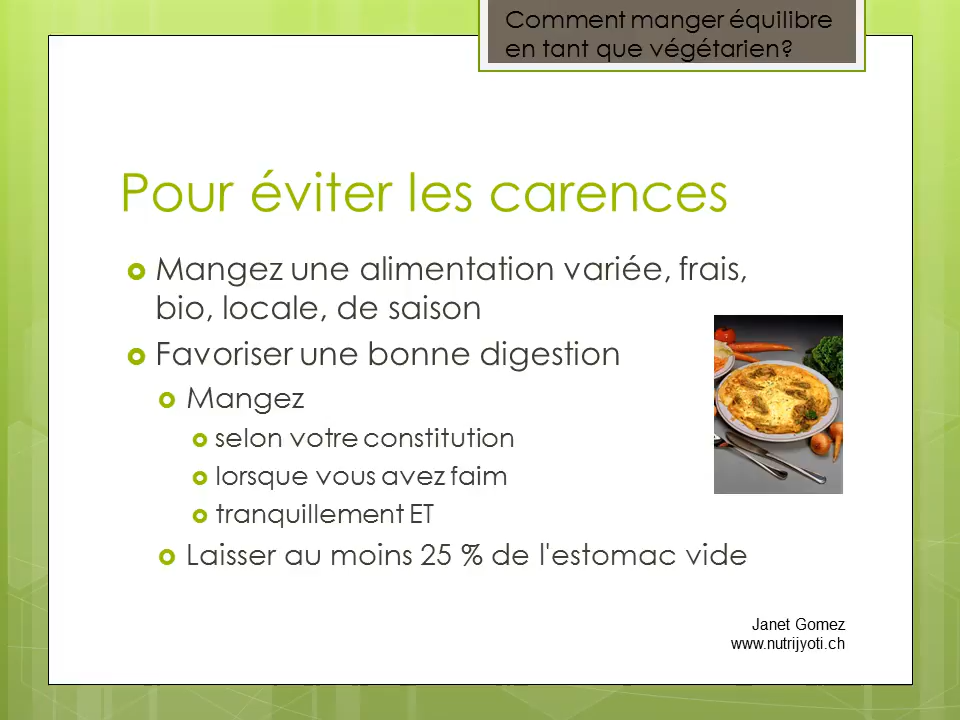 Comment manger équilibre
en tant que végétarien?
Pour éviter les carences
Mangez une alimentation variée, frais,
bio, locale, de saison
Favoriser une bonne digestion
Mangez
selon votre constitution
lorsque vous avez faim
tranquillement ET
Laisser au moins 25 % de l'estomac vide
Janet Gomez
www.nutrijyoti.ch